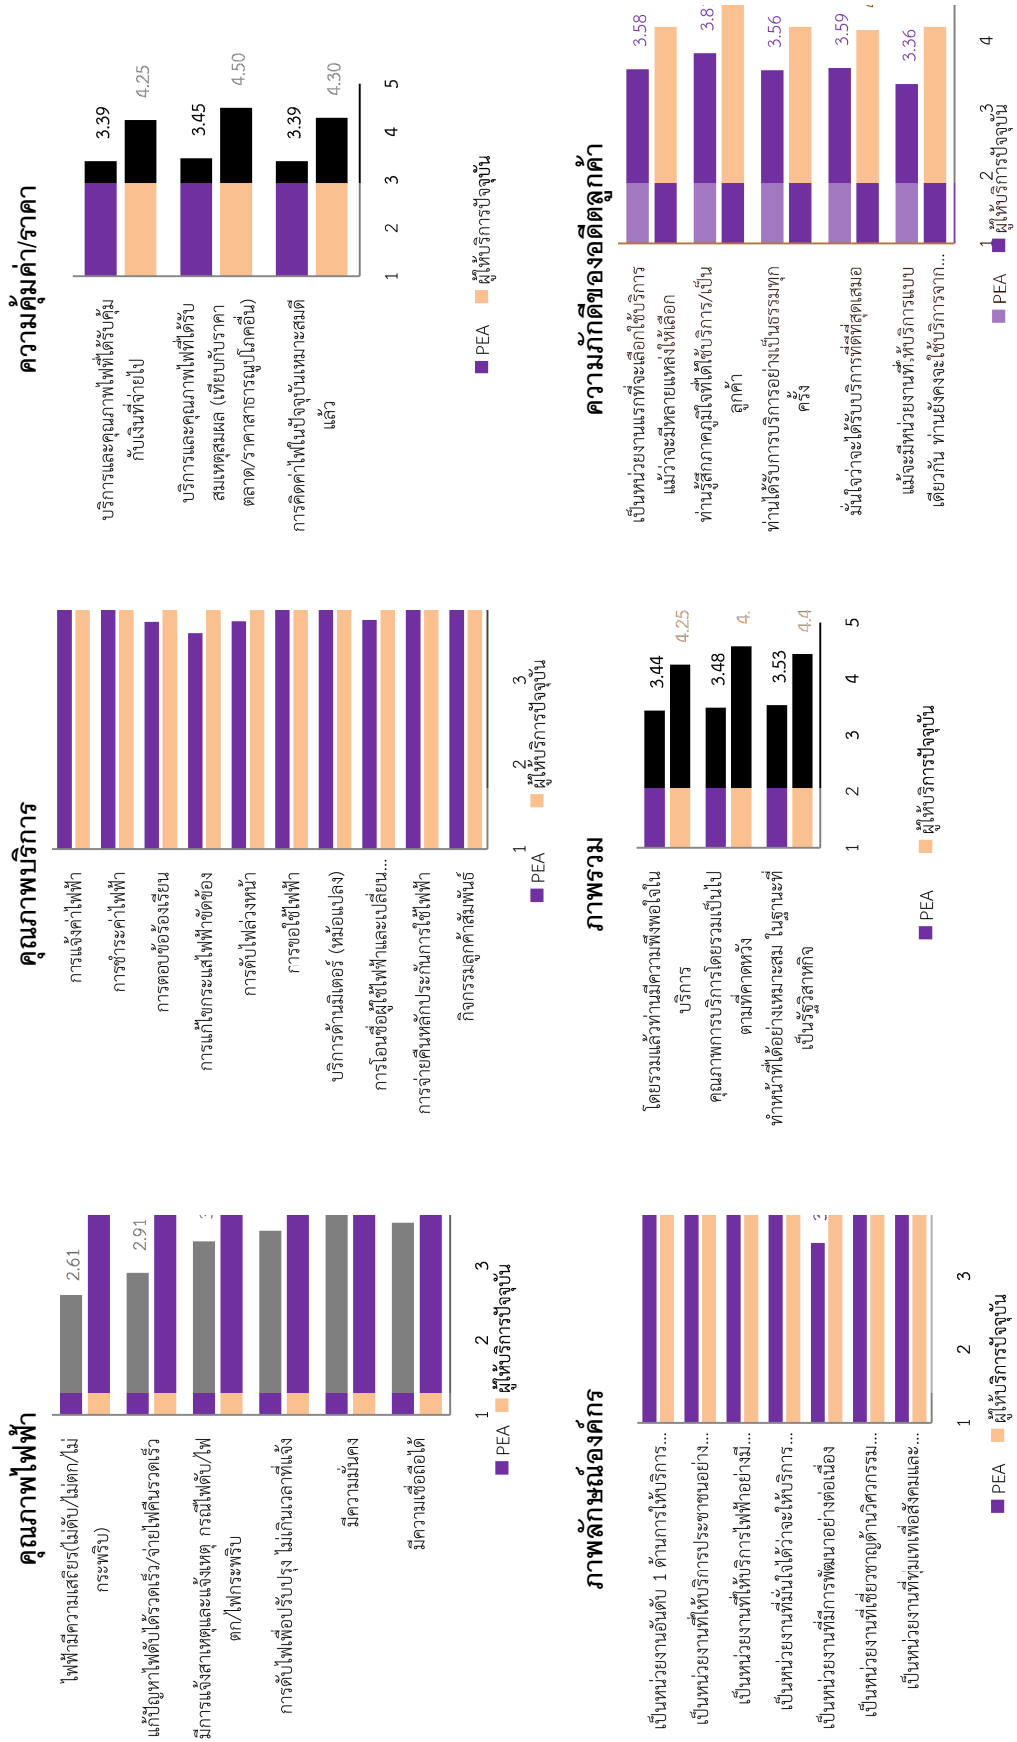 คุณภาพไฟฟ้า
ไฟฟ้ามีความเสถียร(ไม่ดับ/ไม่ตก/ไม่
กระพริบ)
2.61
แก้ปัญหาไฟดับได้รวดเร็ว/จ่ายไฟคืนรวดเร็ว
2.91
มีการแจ้งสาเหตุและแจ้งเหตุ กรณีไฟดับ/ไฟ
ตก/ไฟกระพริบ
การดับไฟเพื่อปรับปรุง ไม่เกินเวลาที่แจ้ง
มีความมั่นคง
มีความเชื่อถือได้
1 2 3
PEA ผู้ให้บริการปัจจุบัน
คุณภาพบริการ
การแจ้งค่าไฟฟ้า
การชำระค่าไฟฟ้า
การตอบข้อร้องเรียน
การแก้ไขกระแสไฟฟ้าขัดข้อง
การดับไฟล่วงหน้า
การขอใช้ไฟฟ้า
บริการด้านมิเตอร์ (หม้อแปลง)
การโอนชื่อผู้ใช้ไฟฟ้าและเปลี่ยน...
การจ่ายคืนหลักประกันการใช้ไฟฟ้า
กิจกรรมลูกค้าสัมพันธ์
1 2 3
PEA ผู้ให้บริการปัจจุบัน
ความคุ้มค่า/ราคา
บริการและคุณภาพไฟที่ได้รับคุ้ม
กับเงินที่จ่ายไป
3.39
4.25
บริการและคุณภาพไฟที่ได้รับ
สมเหตุสมผล (เทียบกับราคา
ตลาด/ราคาสาธารณูปโภคอื่น)
3.45
4.50
การคิดค่าไฟในปัจจุบันเหมาะสมดี
แล้ว
3.39
4.30
1 2 3 4 5
PEA ผู้ให้บริการปัจจุบัน
ภาพลักษณ์องค์กร
เป็นหน่วยงานอันดับ 1 ด้านการให้บริการ...
เป็นหน่วยงานที่ให้บริการประชาชนอย่าง...
เป็นหน่วยงานที่ให้บริการไฟฟ้าอย่างมี...
เป็นหน่วยงานที่มั่นใจได้ว่าจะให้บริการ...
เป็นหน่วยงานที่มีการพัฒนาอย่างต่อเนื่อง
เป็นหน่วยงานที่เชี่ยวชาญด้านวิศวกรรม...
เป็นหน่วยงานที่ทุ่มเทเพื่อสังคมและ...
1 2 3
PEA ผู้ให้บริการปัจจุบัน
ภาพรวม
โดยรวมแล้วท่านมีความพึงพอใจใน
บริการ
3.44
4.25
คุณภาพการบริการโดยรวมเป็นไป
ตามที่คาดหวัง
3.48
4.
ทำหน้าที่ได้อย่างเหมาะสม ในฐานะที่
เป็นรัฐวิสาหกิจ
3.53
4.4
1 2 3 4 5
PEA ผู้ให้บริการปัจจุบัน
ความภักดีของอดีตลูกค้า
เป็นหน่วยงานแรกที่จะเลือกใช้บริการ
แม้ว่าจะมีหลายแหล่งให้เลือก
3.58
ท่านรู้สึกภาคภูมิใจที่ได้ใช้บริการ/เป็น
ลูกค้า
3.8
ท่านได้รับการบริการอย่างเป็นธรรมทุก
ครั้ง
3.56
มั่นใจว่าจะได้รับบริการที่ดีที่สุดเสมอ
3.59
แม้จะมีหน่วยงานที่ให้บริการแบบ
เดียวกัน ท่านยังคงจะใช้บริการจาก...
3.36
1 2 3 4
PEA ผู้ให้บริการปัจจุบัน